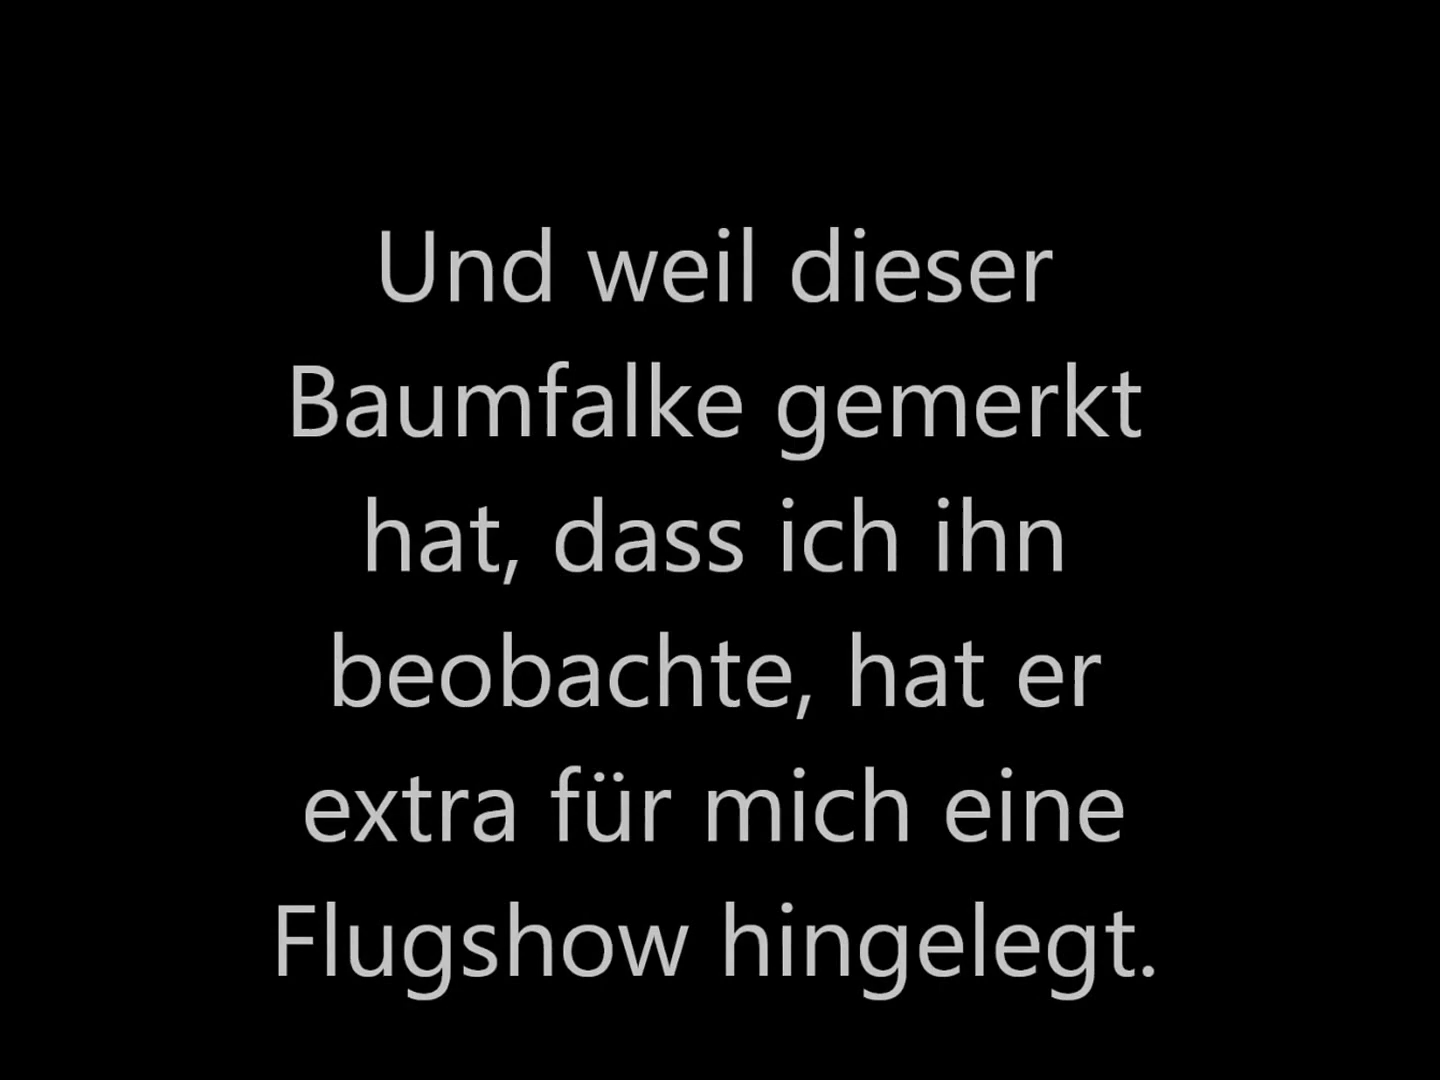 Und weil dieser
Baumfalke gemerkt
hat, dass ich ihn
beobachte, hat er
extra für mich eine
Flugshow hingelegt.